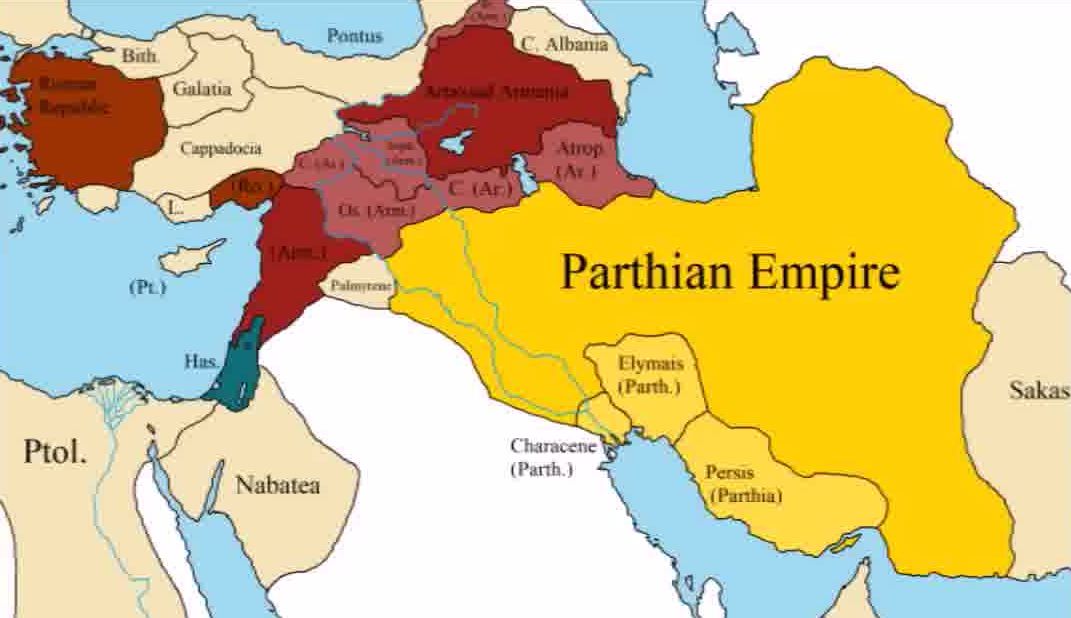 Pontus
(Arm.)
C. Albania
Bith.
Roman
Republic
Galatia
Artaxiad Armenia
Cappadocia
Soph.
(Arm.)
C. (Ar.)
Atrop.
(Ar.)
(Ro.)
C. (Ar.)
L.
Os. (Arm.)
(Arm.)
Parthian Empire
(Pt.)
Palmyrene
Has.
Elymais
(Parth.)
Sakas
Ptol.
Characene
(Parth.)
Nabatea
Persis
(Parthia)